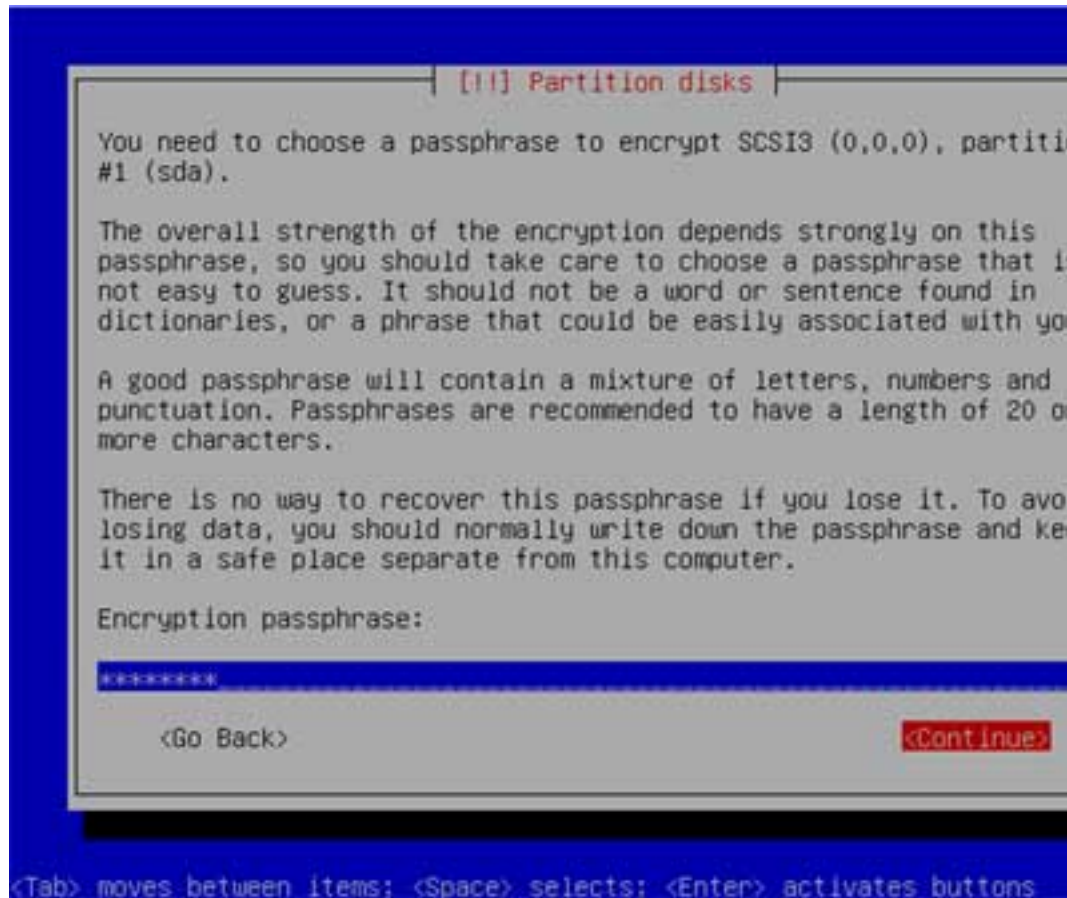 [!!] Partition disks
You need to choose a passphrase to encrypt SCSI3 (0,0,0), partiti
#1 (sda).
The overall strength of the encryption depends strongly on this
passphrase, so you should take care to choose a passphrase that i
not easy to guess. It should not be a word or sentence found in
dictionaries, or a phrase that could be easily associated with yo
A good passphrase will contain a mixture of letters, numbers and
punctuation. Passphrases are recommended to have a length of 20 o
more characters.
There is no way to recover this passphrase if you lose it. To avo
losing data, you should normally write down the passphrase and ke
it in a safe place separate from this computer.
Encryption passphrase:
********
<Go Back> <Continue>
<Tab> moves between items; <Space> selects; <Enter> activates buttons